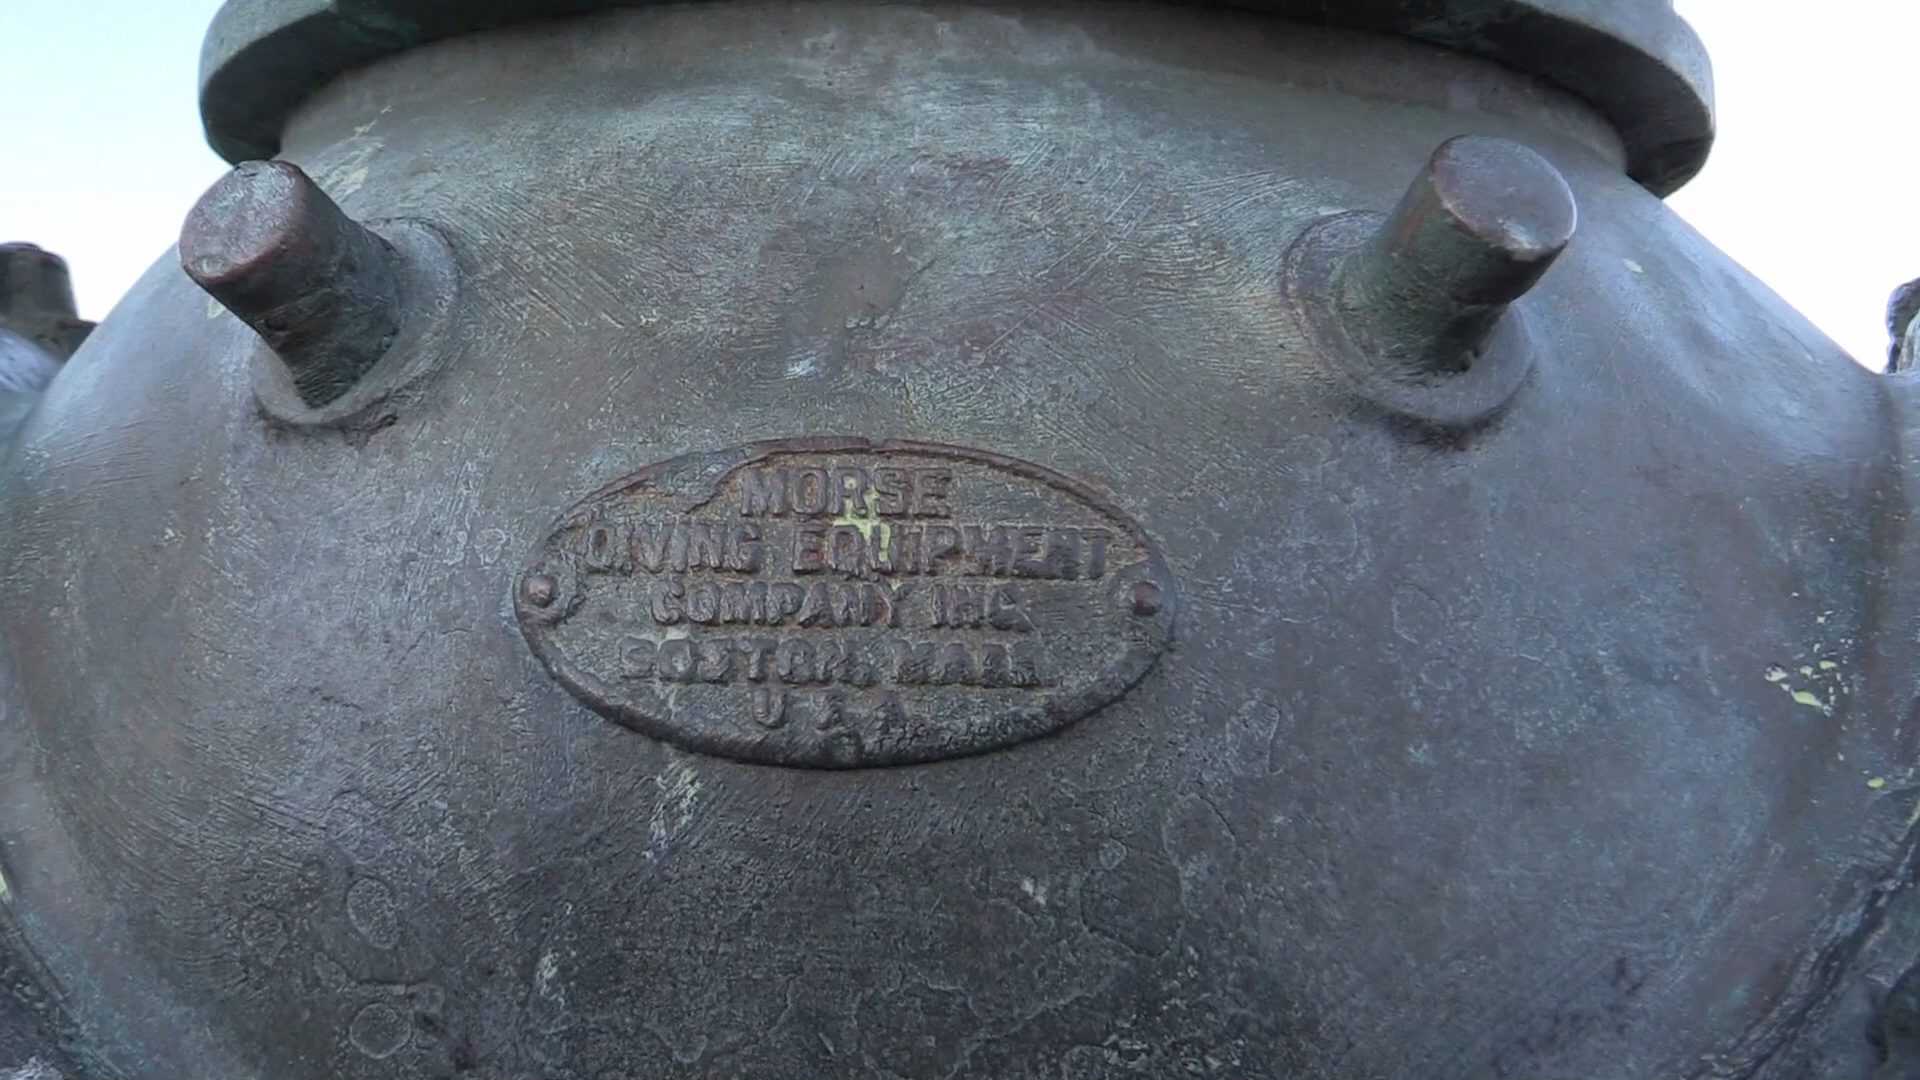 MORSE
DIVING EQUIPMENT
COMPANY INC.
BOSTON, MASS.
U S A